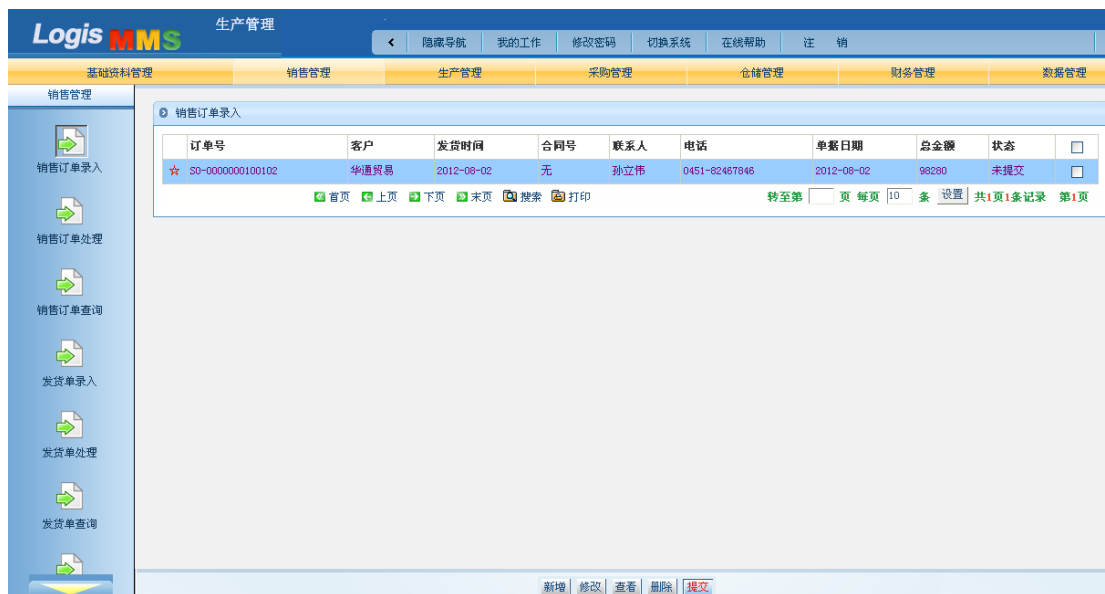 Logis MMS
生产管理
隐藏导航 我的工作 修改密码 切换系统 在线帮助 注 销
基础资料管理 销售管理 生产管理 采购管理 仓储管理 财务管理 数据管理
销售管理
销售订单录入
销售订单处理
销售订单查询
发货单录入
发货单处理
发货单查询
销售订单录入
订单号 客户 发货时间 合同号 联系人 电话 单据日期 总金额 状态
SO-0000000100102 华通贸易 2012-08-02 无 孙立伟 0451-82467846 2012-08-02 98280 未提交
首页 上页 下页 末页 搜索 打印 转至第 页 每页 10 条 设置 共1页1条记录 第1页
新增 修改 查看 删除 提交